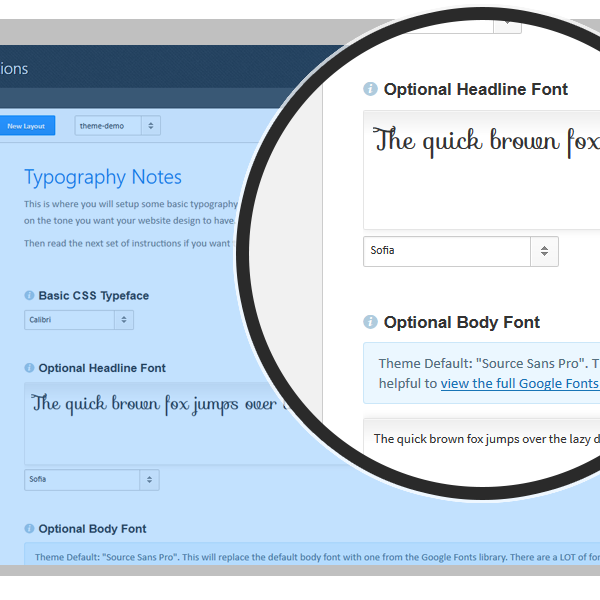 ions
New Layout
theme-demo
Typography Notes
This is where you will setup some basic typography
on the tone you want your website design to have
Then read the next set of instructions if you want
Basic CSS Typeface
Calibri
Optional Headline Font
The quick brown fox jumps over
Sofia
Optional Body Font
Theme Default: "Source Sans Pro". This will replace the default body font with one from the Google Fonts library. There are a LOT of
Optional Headline Font
The quick brown fox
Sofia
Optional Body Font
Theme Default: "Source Sans Pro". T
helpful to view the full Google Fonts
The quick brown fox jumps over the lazy d